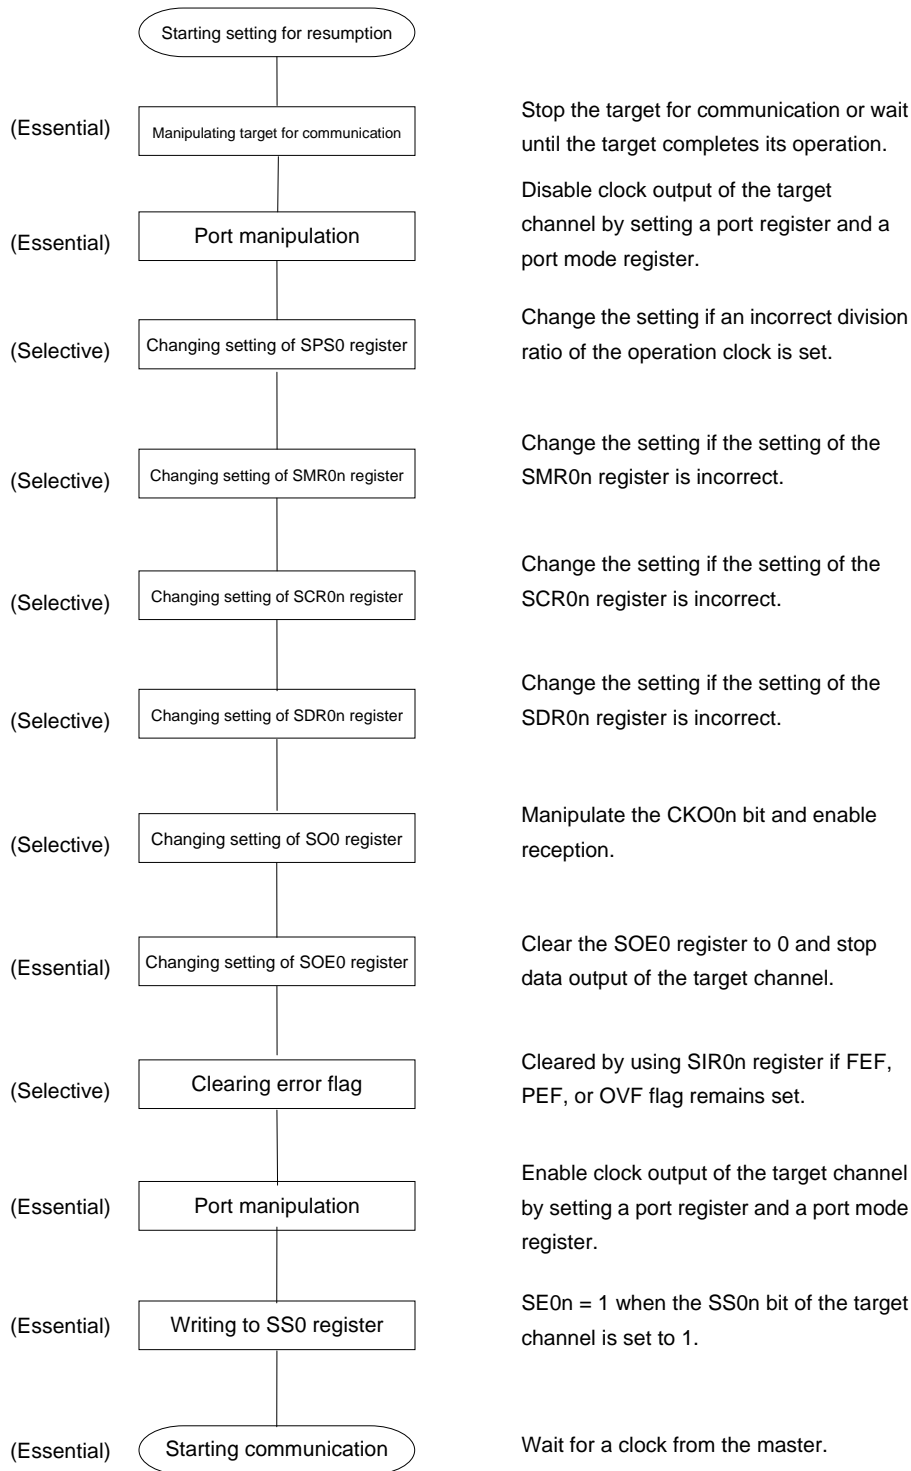 Starting setting for resumption
(Essential)
Manipulating target for communication
Stop the target for communication or wait
until the target completes its operation.
(Essential)
Port manipulation
Disable clock output of the target
channel by setting a port register and a
port mode register.
(Selective)
Changing setting of SPS0 register
Change the setting if an incorrect division
ratio of the operation clock is set.
(Selective)
Changing setting of SMR0n register
Change the setting if the setting of the
SMR0n register is incorrect.
(Selective)
Changing setting of SCR0n register
Change the setting if the setting of the
SCR0n register is incorrect.
(Selective)
Changing setting of SDR0n register
Change the setting if the setting of the
SDR0n register is incorrect.
(Selective)
Changing setting of SO0 register
Manipulate the CKO0n bit and enable
reception.
(Essential)
Changing setting of SOE0 register
Clear the SOE0 register to 0 and stop
data output of the target channel.
(Selective)
Clearing error flag
Cleared by using SIR0n register if FEF,
PEF, or OVF flag remains set.
(Essential)
Port manipulation
Enable clock output of the target channel
by setting a port register and a port mode
register.
(Essential)
Writing to SS0 register
SE0n = 1 when the SS0n bit of the target
channel is set to 1.
(Essential)
Starting communication
Wait for a clock from the master.